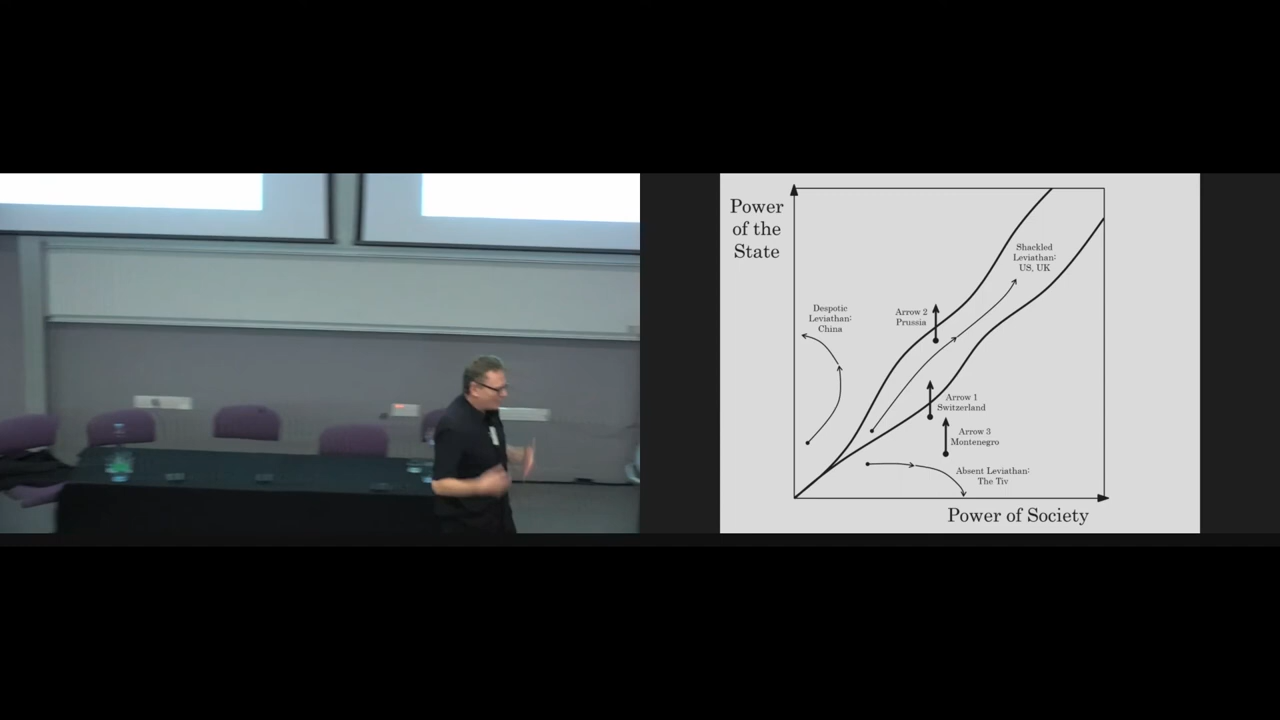 Power
of the
State
Shackled
Leviathan:
US, UK
Despotic
Leviathan:
China
Arrow 2
Prussia
Arrow 1
Switzerland
Arrow 3
Montenegro
Absent Leviathan:
The Tiv
Power of Society